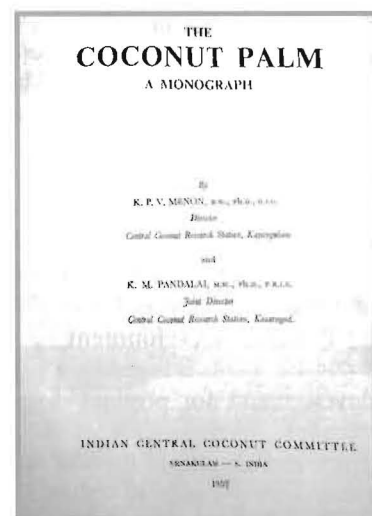 THE
COCONUT PALM
A MONOGRAPH
By
K. P. V. MENON,
Director
Central Coconut Research Station,
and
K. M. PANDALAI,
Joint Director
Central Coconut Research Station, Kasaragod.
INDIAN CENTRAL COCONUT COMMITTEE
ERNAKULAM — S. INDIA